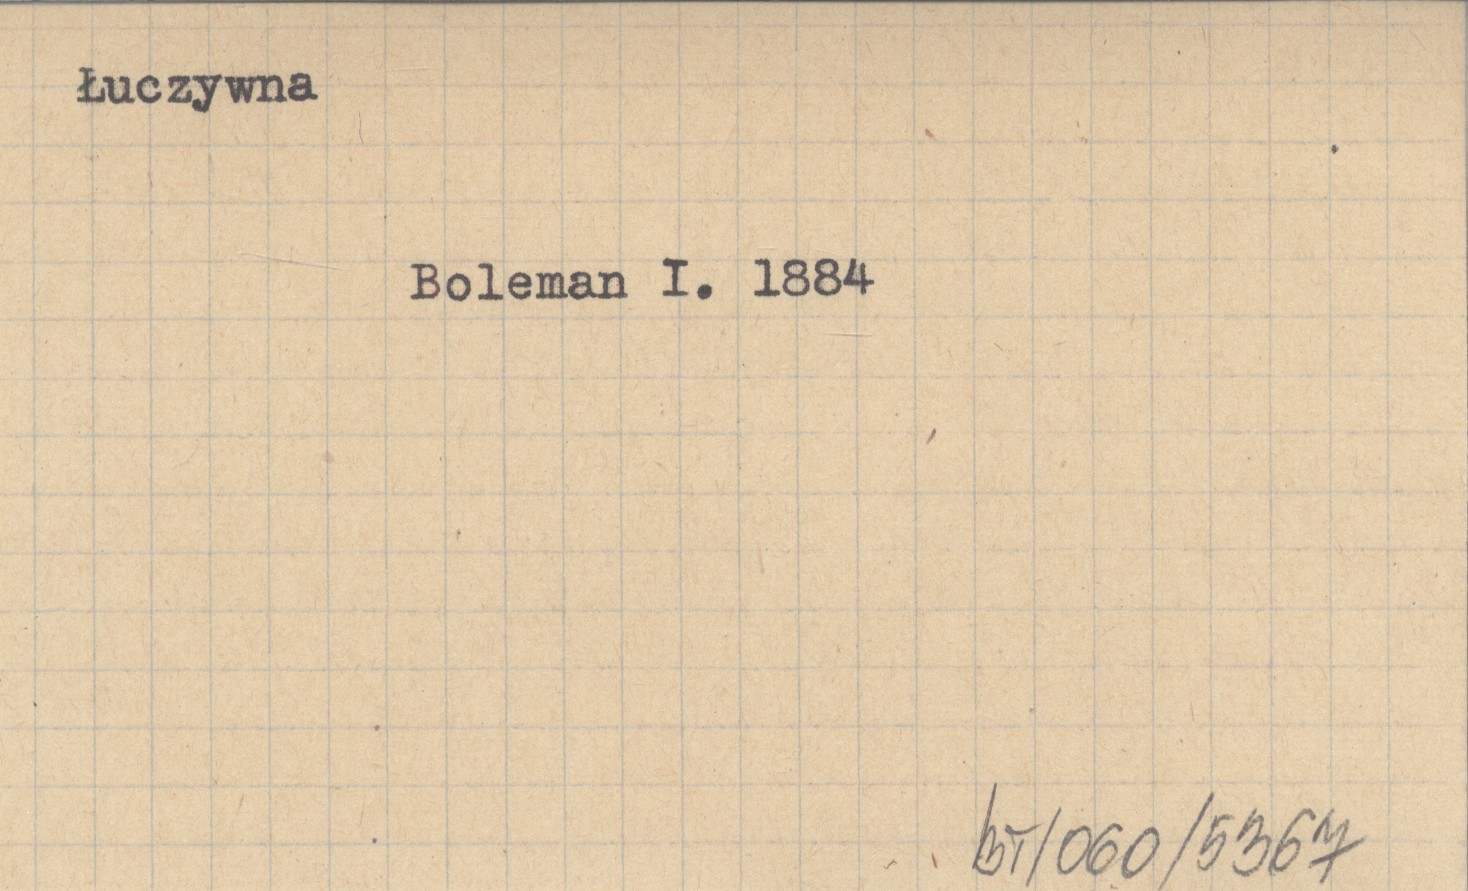 Łuczywna
Boleman I. 1884
bT/060/5367